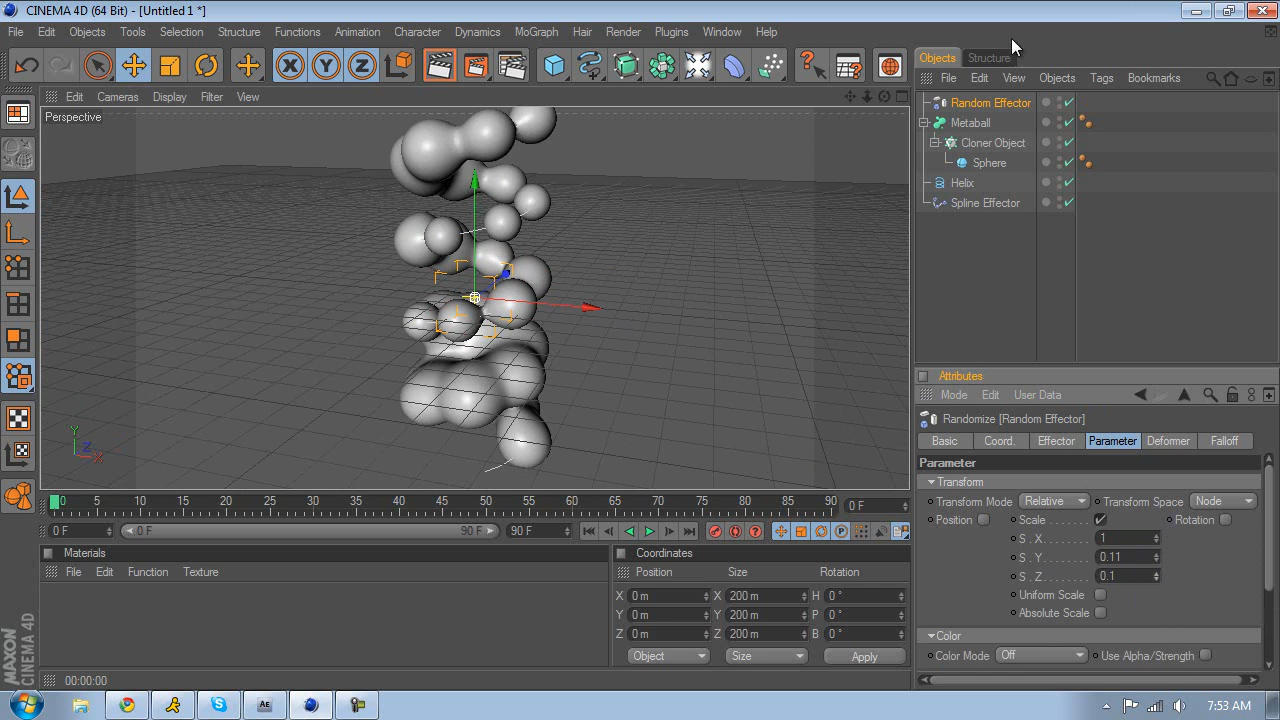 CINEMA 4D (64 Bit) - [Untitled 1 *]
File Edit Objects Tools Selection Structure Functions Animation Character Dynamics MoGraph Hair Render Plugins Window Help
X Y Z
Objects Structure
File Edit View Objects Tags Bookmarks
Random Effector
Metaball
Cloner Object
Sphere
Helix
Spline Effector
Edit Cameras Display Filter View
Perspective
Y
Z
X
0 5 10 15 20 25 30 35 40 45 50 55 60 65 70 75 80 85 90 0 F
0 F 0 F 90 F 90 F
Attributes
Mode Edit User Data
Randomize [Random Effector]
Basic Coord. Effector Parameter Deformer Falloff
Parameter
Transform
Transform Mode Relative Transform Space Node
Position Scale . . . . . . . Rotation
S . X . . . . . . . . 1
S . Y . . . . . . . . 0.11
S . Z . . . . . . . . 0.1
Uniform Scale
Absolute Scale
Color
Color Mode Off Use Alpha/Strength
Materials
File Edit Function Texture
Coordinates
Position Size Rotation
X 0 m X 200 m H 0 °
Y 0 m Y 200 m P 0 °
Z 0 m Z 200 m B 0 °
Object Size Apply
MAXON
CINEMA 4D
00:00:00
Ae
7:53 AM